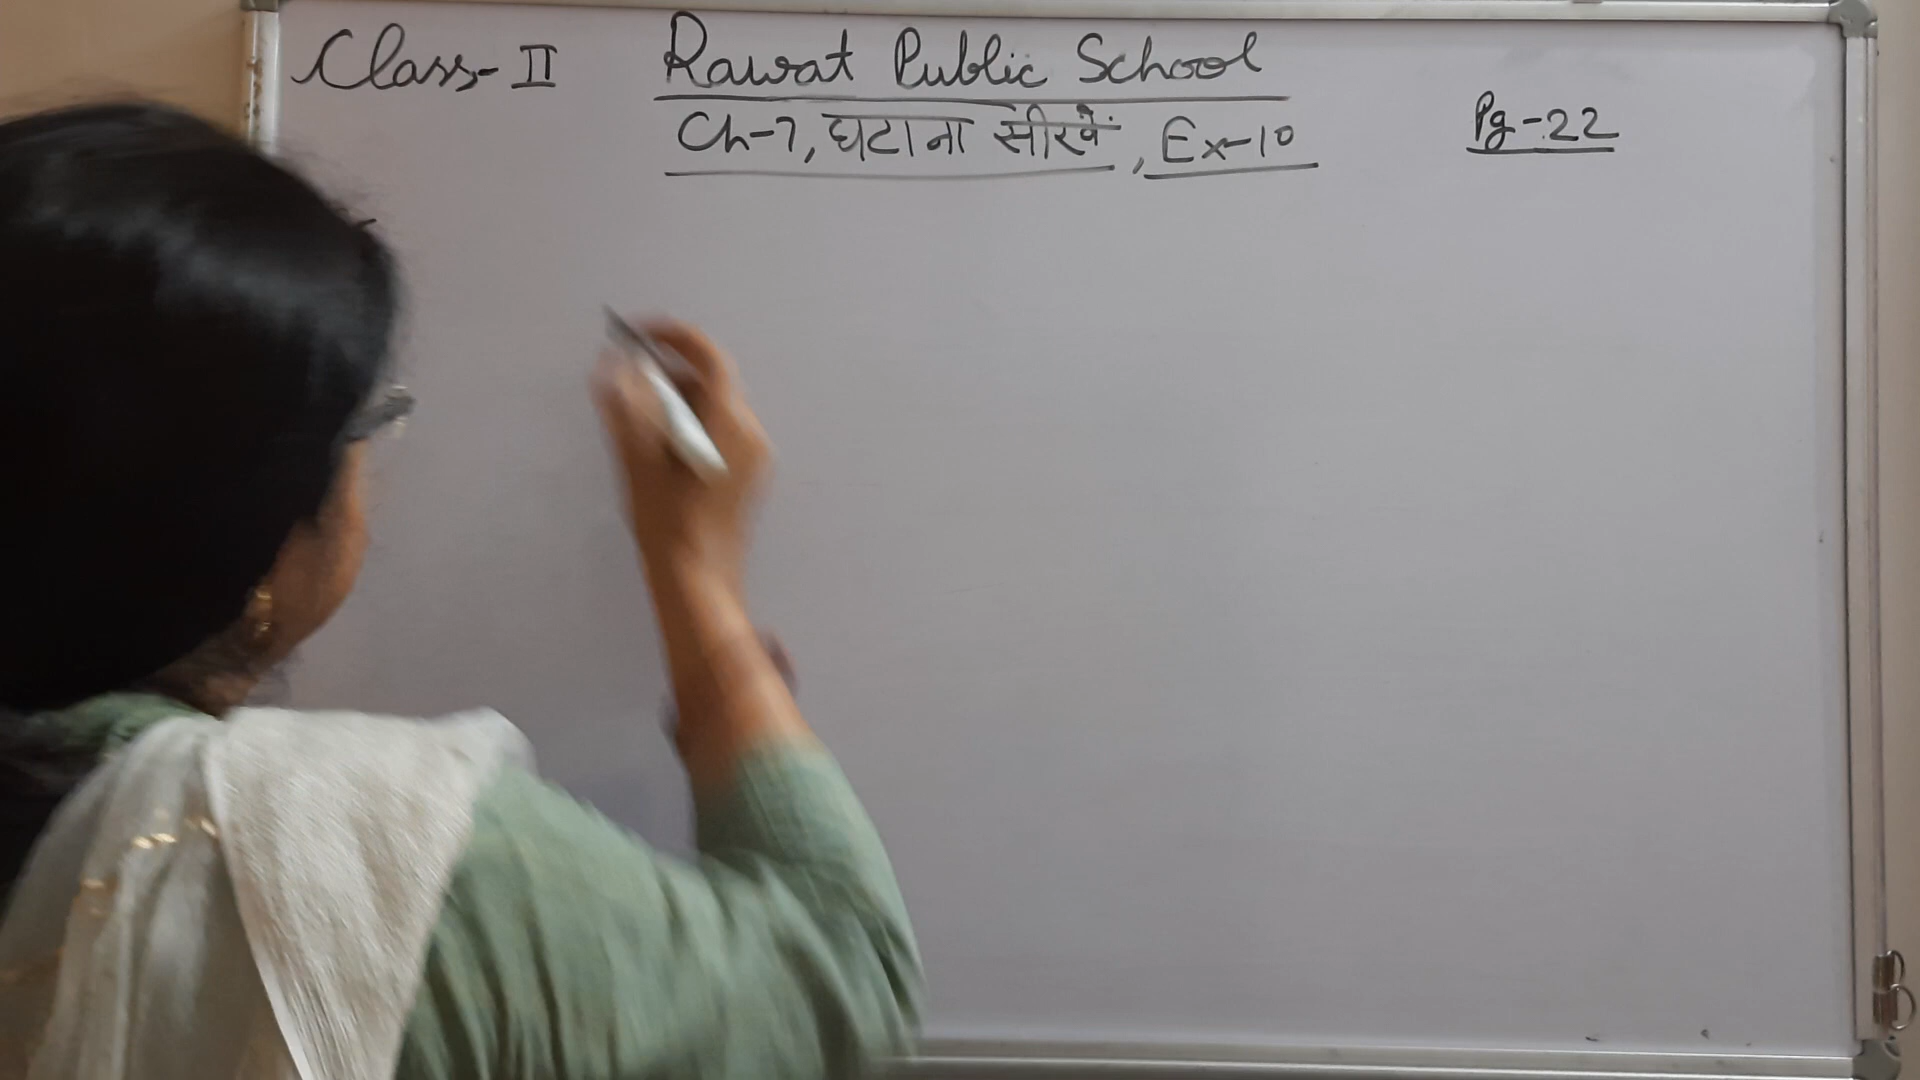 Class-II Rawat Public School
Ch-7, घटाना सीखें, Ex-10 Pg-22